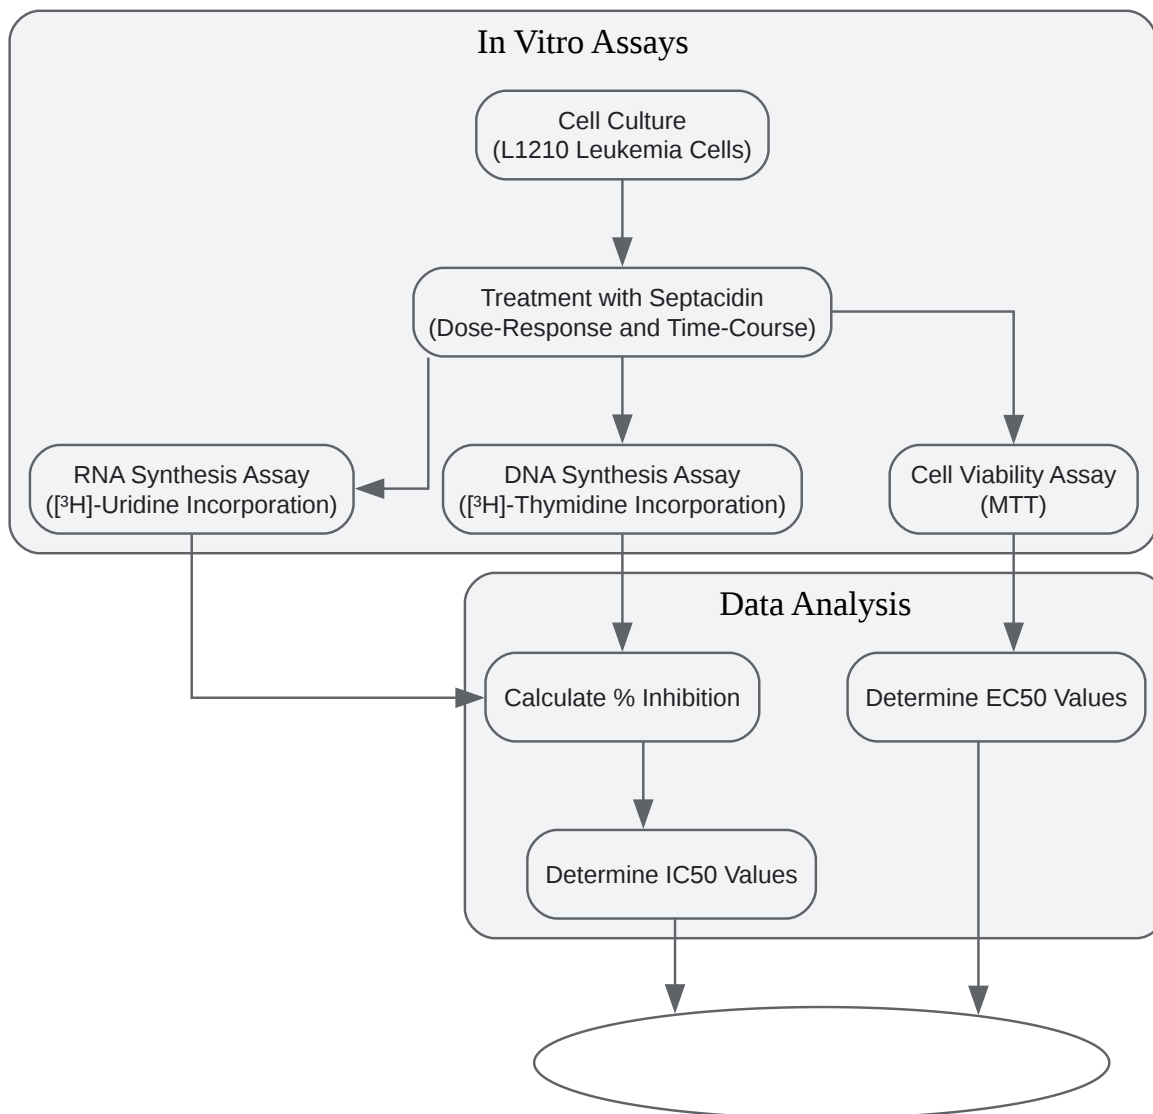 In Vitro Assays
Cell Culture
(L1210 Leukemia Cells)
Treatment with Septacidin
(Dose-Response and Time-Course)
RNA Synthesis Assay
([³H]-Uridine Incorporation)
DNA Synthesis Assay
([³H]-Thymidine Incorporation)
Cell Viability Assay
(MTT)
Data Analysis
Calculate % Inhibition
Determine EC50 Values
Determine IC50 Values